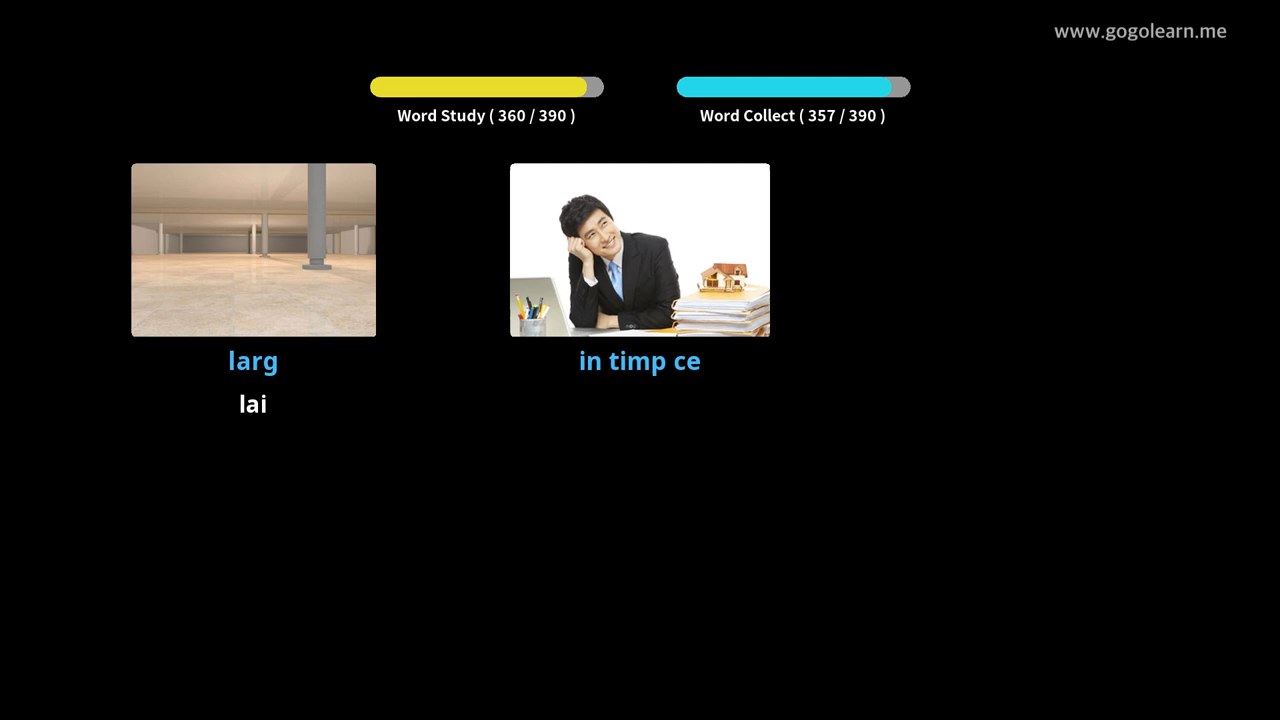 www.gogolearn.me
Word Study ( 360 / 390 )
Word Collect ( 357 / 390 )
larg
in timp ce
lai